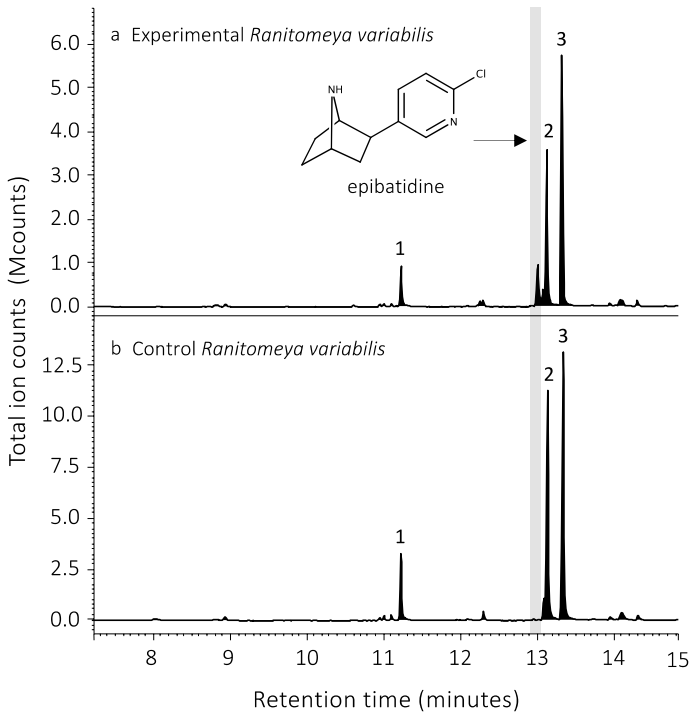 a Experimental Ranitomeya variabilis
6.0
5.0
4.0
3.0
2.0
1.0
0.0
NH
Cl
N
epibatidine
1
2
3
b Control Ranitomeya variabilis
12.5
10.0
7.5
5.0
2.5
0.0
1
2
3
8 9 10 11 12 13 14 15
Retention time (minutes)
Total ion counts (Mcounts)